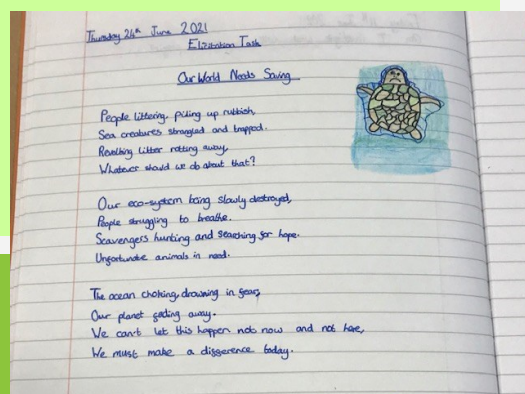 Thursday 24th June 2021
Elicitation Task
Our World Needs Saving
People littering, piling up rubbish,
Sea creatures strangled and trapped.
Revolting litter rotting away,
Whatever should we do about that?
Our eco-system being slowly destroyed,
People struggling to breathe.
Scavengers hunting and searching for hope.
Unfortunate animals in need.
The ocean choking, drowning in fear,
Our planet fading away.
We can't let this happen not now and not here,
We must make a difference today.